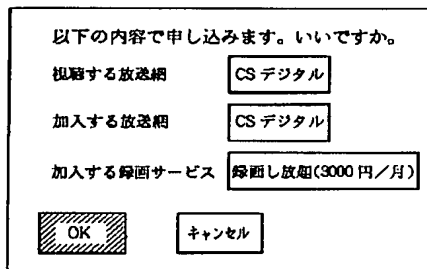 以下の内容で申し込みます。いいですか。
視聴する放送網 CSデジタル
加入する放送網 CSデジタル
加入する録画サービス 録画し放題(3000円／月)
OK キャンセル